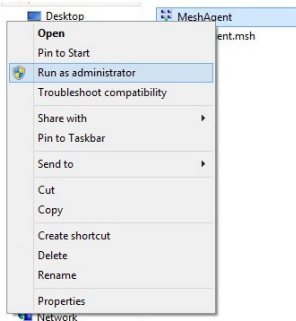 Desktop
MeshAgent
Open
ent.msh
Pin to Start
Run as administrator
Troubleshoot compatibility
Share with
Pin to Taskbar
Send to
Cut
Copy
Create shortcut
Delete
Rename
Properties
Network